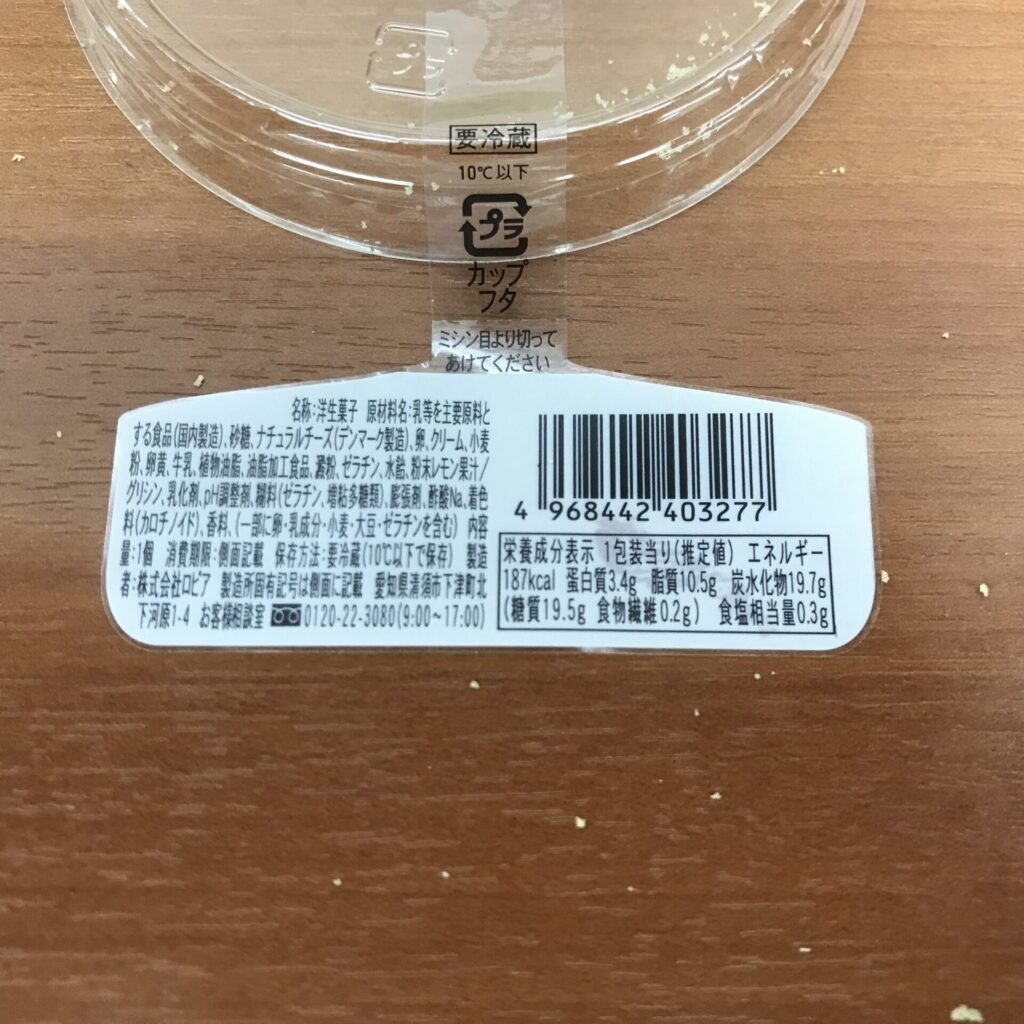 要冷蔵
10℃以下
プラ
カップ
フタ
ミシン目より切って
あけてください
名称:洋生菓子 原材料名:乳等を主要原料と
する食品(国内製造)、砂糖、ナチュラルチーズ(デンマーク製造)、卵、クリーム、小麦
粉、卵黄、牛乳、植物油脂、油脂加工食品、澱粉、ゼラチン、水飴、粉末レモン果汁/
グリシン、乳化剤、pH調整剤、糊料(ゼラチン、増粘多糖類)、膨張剤、酢酸Na、着色
料(カロチノイド)、香料、(一部に卵・乳成分・小麦・大豆・ゼラチンを含む) 内容
量:1個 消費期限:側面記載 保存方法:要冷蔵(10℃以下で保存) 製造
者:株式会社ロピア 製造所固有記号は側面に記載 愛知県清須市下津町北
下河原1-4 お客様相談室 0120-22-3080(9:00~17:00)
4 968442 403277
栄養成分表示 1包装当り(推定値) エネルギー
187kcal 蛋白質3.4g 脂質10.5g 炭水化物19.7g
(糖質19.5g 食物繊維0.2g) 食塩相当量0.3g